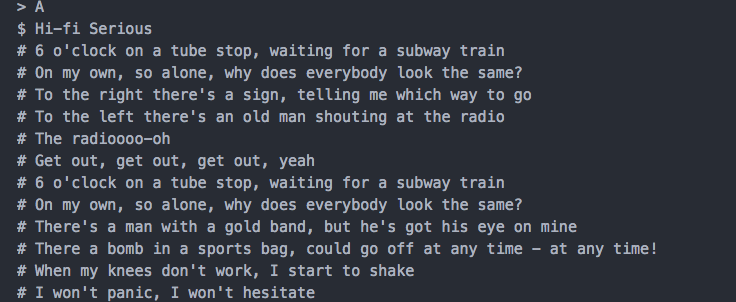 > A
$ Hi-fi Serious
# 6 o'clock on a tube stop, waiting for a subway train
# On my own, so alone, why does everybody look the same?
# To the right there's a sign, telling me which way to go
# To the left there's an old man shouting at the radio
# The radioooo-oh
# Get out, get out, get out, yeah
# 6 o'clock on a tube stop, waiting for a subway train
# On my own, so alone, why does everybody look the same?
# There's a man with a gold band, but he's got his eye on mine
# There a bomb in a sports bag, could go off at any time - at any time!
# When my knees don't work, I start to shake
# I won't panic, I won't hesitate